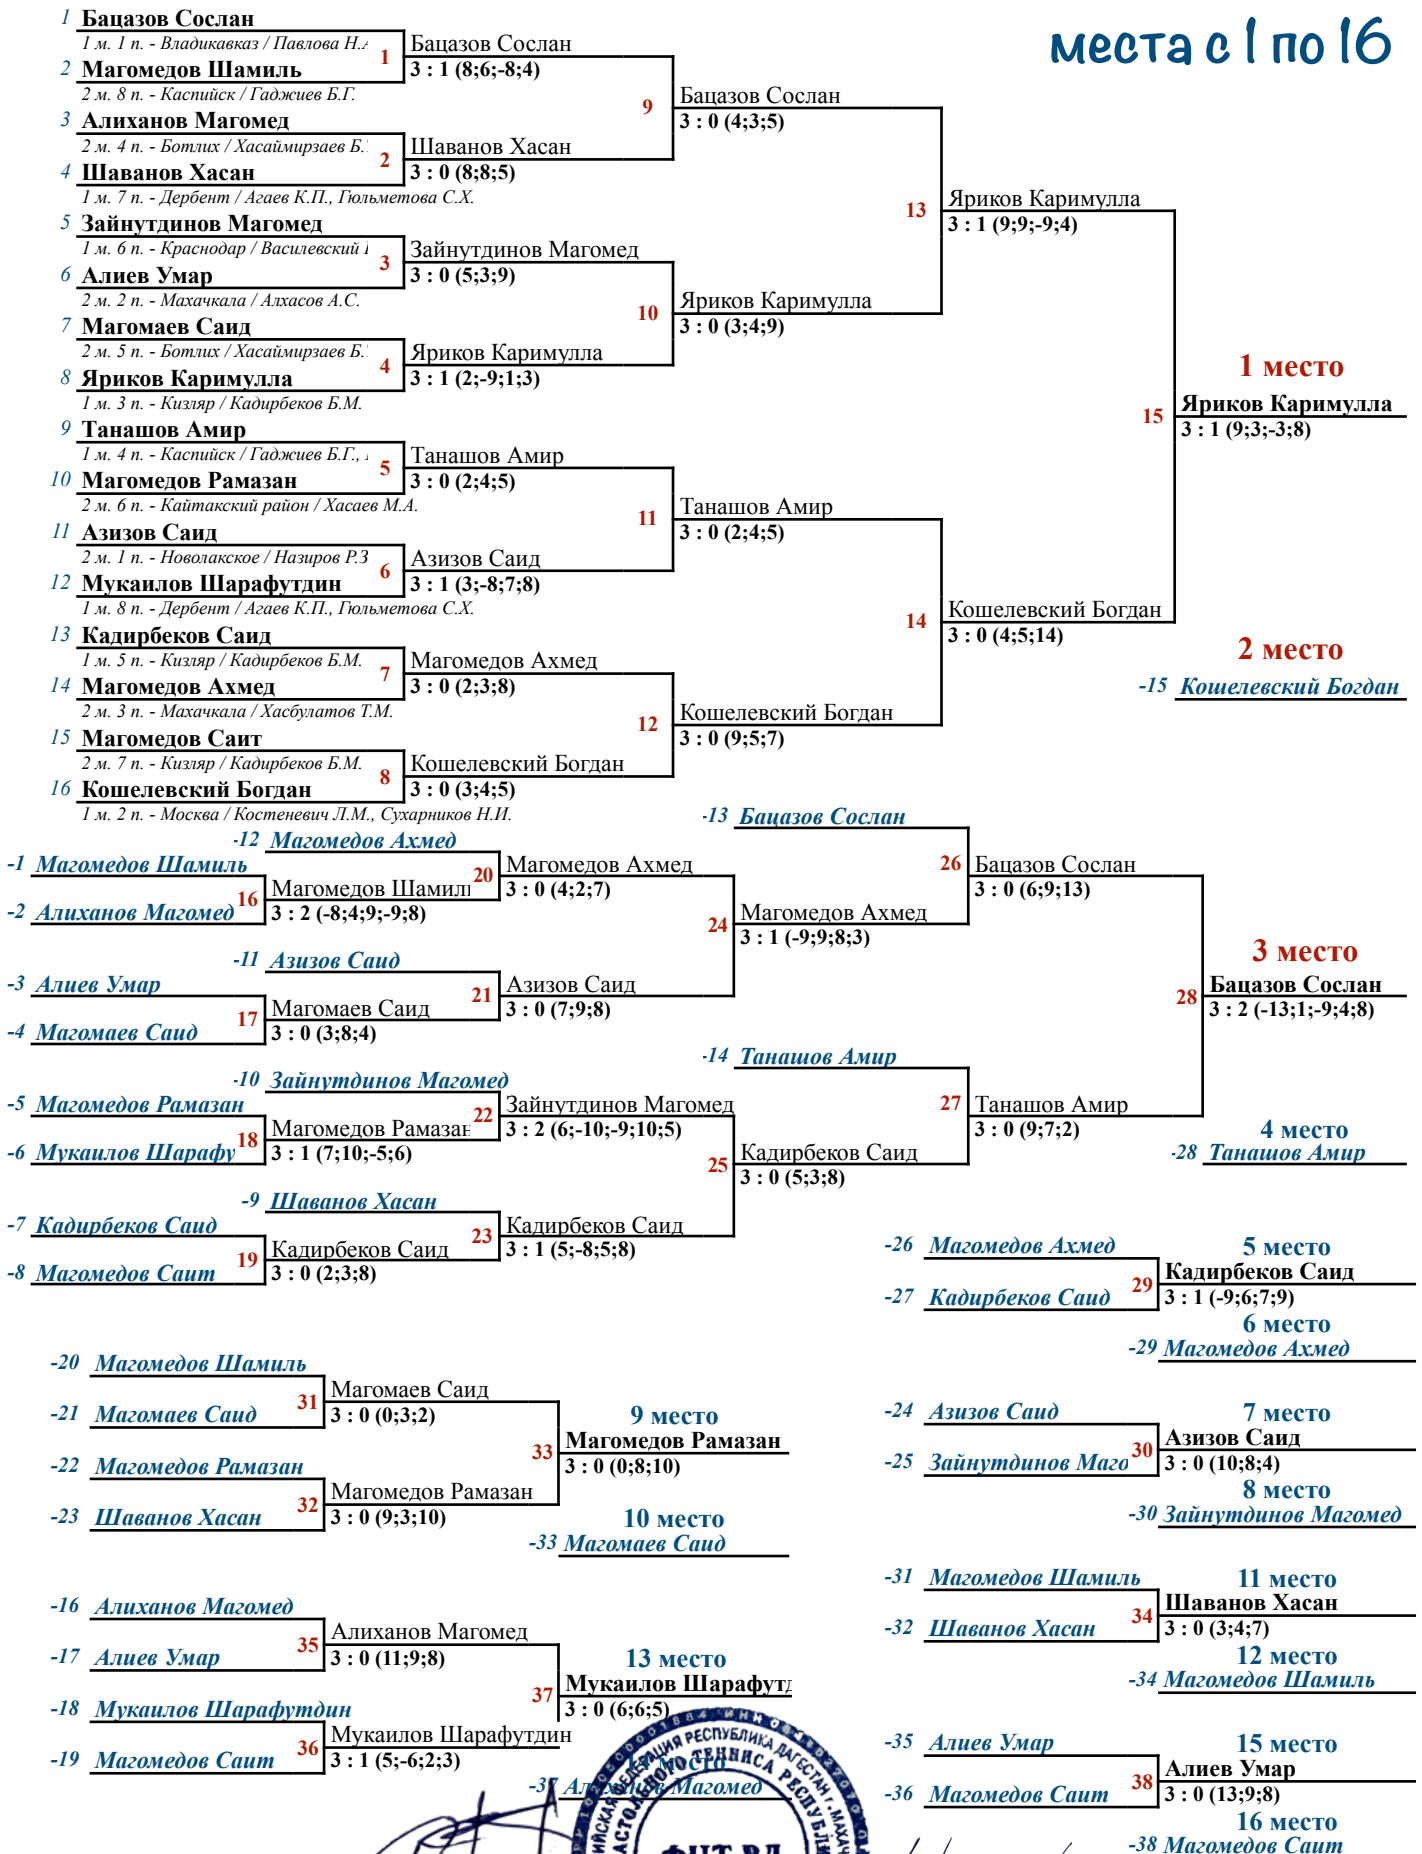 места с 1 по 16
1 Бацазов Сослан
1 м. 1 п. - Владикавказ / Павлова Н.А
1
Бацазов Сослан
3 : 1 (8;6;-8;4)
2 Магомедов Шамиль
2 м. 8 п. - Каспийск / Гаджиев Б.Г.
9
Бацазов Сослан
3 : 0 (4;3;5)
3 Алиханов Магомед
2 м. 4 п. - Ботлих / Хасаймирзаев Б.
2
Шаванов Хасан
3 : 0 (8;8;5)
4 Шаванов Хасан
1 м. 7 п. - Дербент / Агаев К.П., Гюльметова С.Х.
13
Яриков Каримулла
3 : 1 (9;9;-9;4)
5 Зайнутдинов Магомед
1 м. 6 п. - Краснодар / Василевский
3
Зайнутдинов Магомед
3 : 0 (5;3;9)
6 Алиев Умар
2 м. 2 п. - Махачкала / Алхасов А.С.
10
Яриков Каримулла
3 : 0 (3;4;9)
7 Магомаев Саид
2 м. 5 п. - Ботлих / Хасаймирзаев Б.
4
Яриков Каримулла
3 : 1 (2;-9;1;3)
8 Яриков Каримулла
1 м. 3 п. - Кизляр / Кадирбеков Б.М.
1 место
15
Яриков Каримулла
3 : 1 (9;3;-3;8)
9 Танашов Амир
1 м. 4 п. - Каспийск / Гаджиев Б.Г.,
5
Танашов Амир
3 : 0 (2;4;5)
10 Магомедов Рамазан
2 м. 6 п. - Кайтакский район / Хасаев М.А.
11
Танашов Амир
3 : 0 (2;4;5)
11 Азизов Саид
2 м. 1 п. - Новолакское / Назиров Р.З
6
Азизов Саид
3 : 1 (3;-8;7;8)
12 Мукаилов Шарафутдин
1 м. 8 п. - Дербент / Агаев К.П., Гюльметова С.Х.
14
Кошелевский Богдан
3 : 0 (4;5;14)
13 Кадирбеков Саид
1 м. 5 п. - Кизляр / Кадирбеков Б.М.
7
Магомедов Ахмед
3 : 0 (2;3;8)
14 Магомедов Ахмед
2 м. 3 п. - Махачкала / Хасбулатов Т.М.
2 место
-15 Кошелевский Богдан
12
Кошелевский Богдан
3 : 0 (9;5;7)
15 Магомедов Саит
2 м. 7 п. - Кизляр / Кадирбеков Б.М.
8
Кошелевский Богдан
3 : 0 (3;4;5)
16 Кошелевский Богдан
1 м. 2 п. - Москва / Костеневич Л.М., Сухарников Н.И.
-13 Бацазов Сослан
-12 Магомедов Ахмед
-1 Магомедов Шамиль
20
Магомедов Ахмед
3 : 0 (4;2;7)
26
Бацазов Сослан
3 : 0 (6;9;13)
16
Магомедов Шамил
3 : 2 (-8;4;9;-9;8)
-2 Алиханов Магомед
24
Магомедов Ахмед
3 : 1 (-9;9;8;3)
-11 Азизов Саид
3 место
-3 Алиев Умар
21
Азизов Саид
3 : 0 (7;9;8)
28
Бацазов Сослан
3 : 2 (-13;1;-9;4;8)
17
Магомаев Саид
3 : 0 (3;8;4)
-4 Магомаев Саид
-14 Танашов Амир
-10 Зайнутдинов Магомед
-5 Магомедов Рамазан
22
Зайнутдинов Магомед
3 : 2 (6;-10;-9;10;5)
27
Танашов Амир
3 : 0 (9;7;2)
18
Магомедов Рамазан
3 : 1 (7;10;-5;6)
-6 Мукаилов Шарафу
25
Кадирбеков Саид
3 : 0 (5;3;8)
4 место
-28 Танашов Амир
-9 Шаванов Хасан
-7 Кадирбеков Саид
23
Кадирбеков Саид
3 : 1 (5;-8;5;8)
19
Кадирбеков Саид
3 : 0 (2;3;8)
-8 Магомедов Саит
-26 Магомедов Ахмед
5 место
29
Кадирбеков Саид
3 : 1 (-9;6;7;9)
-27 Кадирбеков Саид
6 место
-29 Магомедов Ахмед
-20 Магомедов Шамиль
31
Магомаев Саид
3 : 0 (0;3;2)
-21 Магомаев Саид
9 место
33
Магомедов Рамазан
3 : 0 (0;8;10)
-22 Магомедов Рамазан
32
Магомедов Рамазан
3 : 0 (9;3;10)
-23 Шаванов Хасан
10 место
-33 Магомаев Саид
-24 Азизов Саид
7 место
30
Азизов Саид
3 : 0 (10;8;4)
-25 Зайнутдинов Маго
8 место
-30 Зайнутдинов Магомед
-31 Магомедов Шамиль
11 место
34
Шаванов Хасан
3 : 0 (3;4;7)
-32 Шаванов Хасан
12 место
-34 Магомедов Шамиль
-16 Алиханов Магомед
35
Алиханов Магомед
3 : 0 (11;9;8)
-17 Алиев Умар
13 место
37
Мукаилов Шарафутд
3 : 0 (6;6;5)
-18 Мукаилов Шарафутдин
36
Мукаилов Шарафутдин
3 : 1 (5;-6;2;3)
-19 Магомедов Саит
14 место
-37 Алиханов Магомед
-35 Алиев Умар
15 место
38
Алиев Умар
3 : 0 (13;9;8)
-36 Магомедов Саит
16 место
-38 Магомедов Саит
РЕСПУБЛИКА ДАГЕСТАН г. МАХАЧ
ТЕННИСА
ФНТ РД